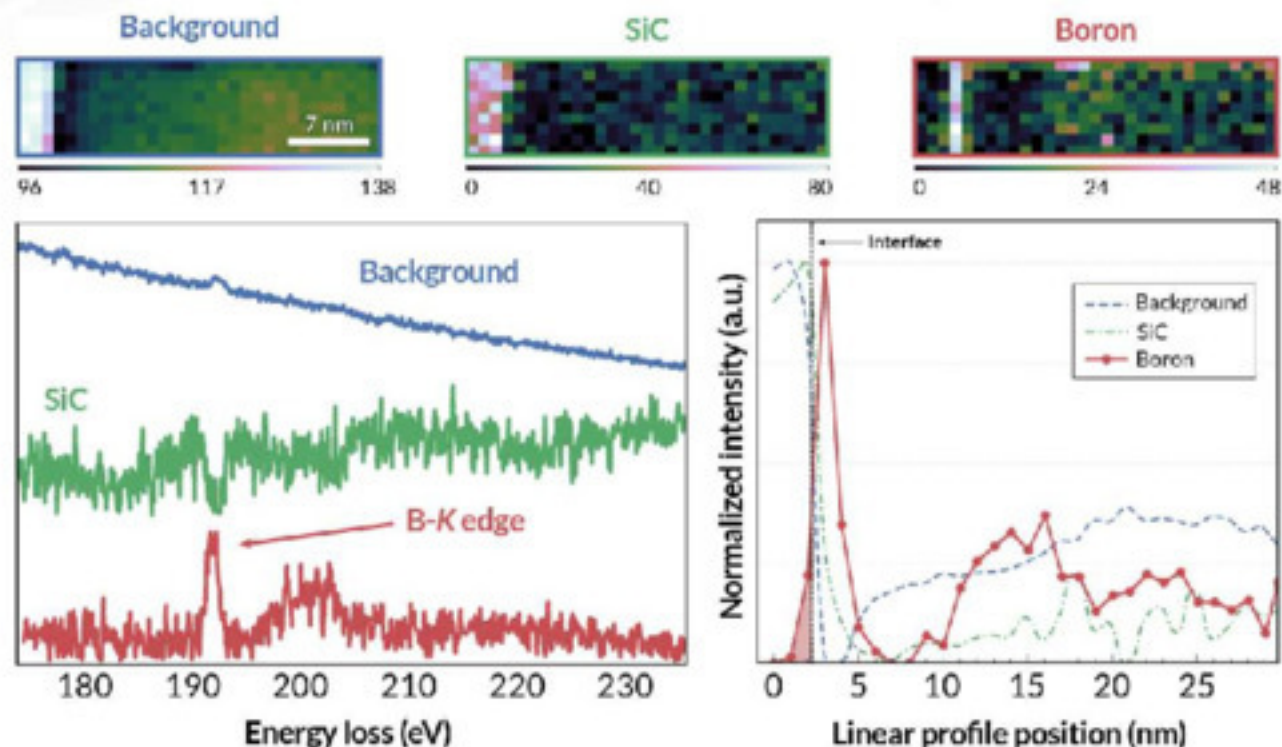 Background
SiC
Boron
7 nm
96 117 138
0 40 80
0 24 48
Background
SiC
B-K edge
180 190 200 210 220 230
Energy loss (eV)
Interface
Background
SiC
Boron
Normalized intensity (a.u.)
0 5 10 15 20 25
Linear profile position (nm)